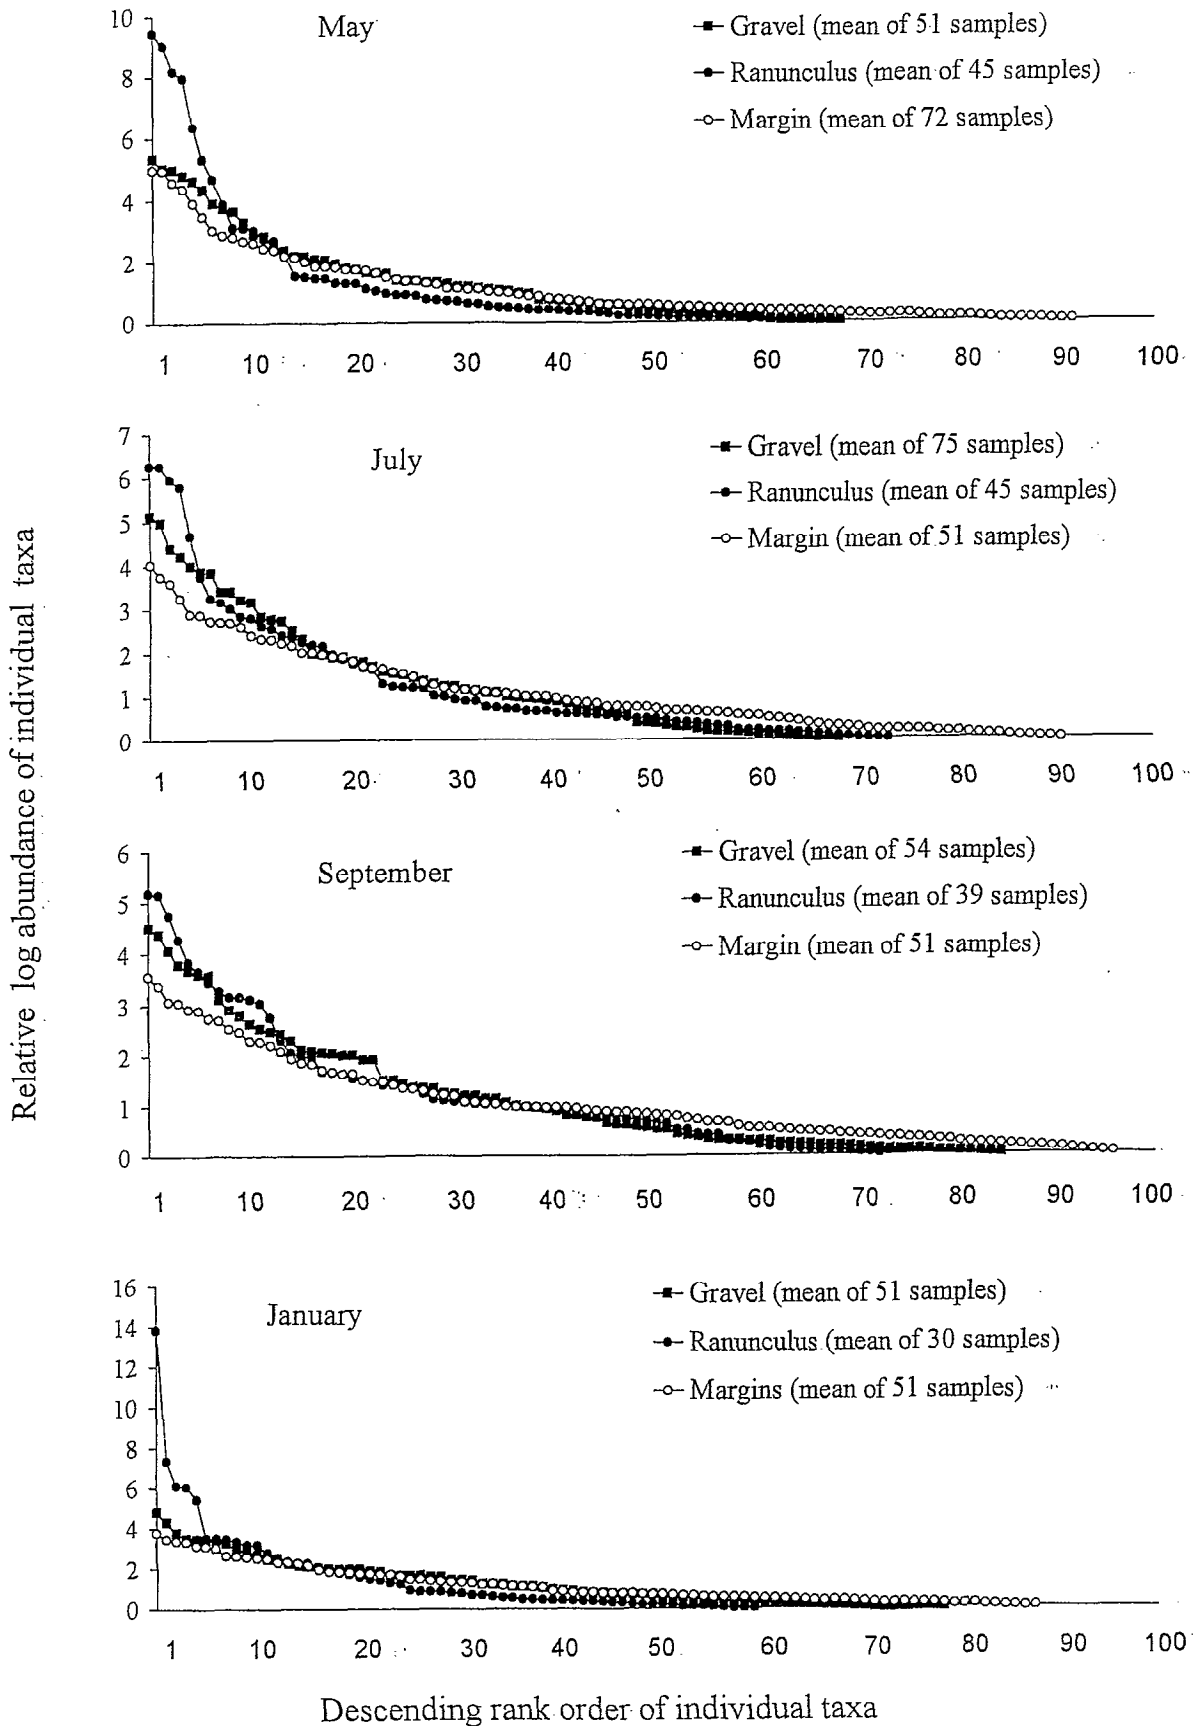 May
Gravel (mean of 51 samples)
Ranunculus (mean of 45 samples)
Margin (mean of 72 samples)
10
8
6
4
2
0
1 10 20 30 40 50 60 70 80 90 100
July
Gravel (mean of 75 samples)
Ranunculus (mean of 45 samples)
Margin (mean of 51 samples)
7
6
5
4
3
2
1
0
1 10 20 30 40 50 60 70 80 90 100
Relative log abundance of individual taxa
September
Gravel (mean of 54 samples)
Ranunculus (mean of 39 samples)
Margin (mean of 51 samples)
6
5
4
3
2
1
0
1 10 20 30 40 50 60 70 80 90 100
January
Gravel (mean of 51 samples)
Ranunculus (mean of 30 samples)
Margins (mean of 51 samples)
16
14
12
10
8
6
4
2
0
1 10 20 30 40 50 60 70 80 90 100
Descending rank order of individual taxa